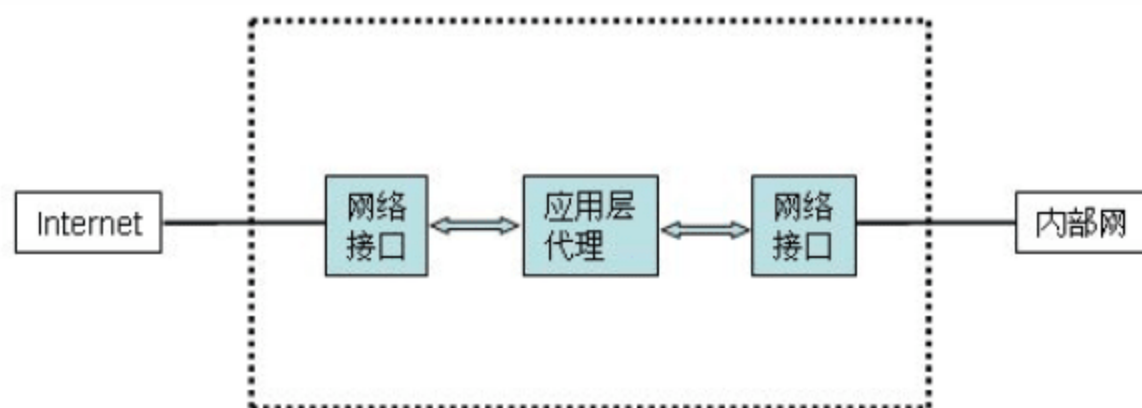 Internet
网络
接口
应用层
代理
网络
接口
内部网